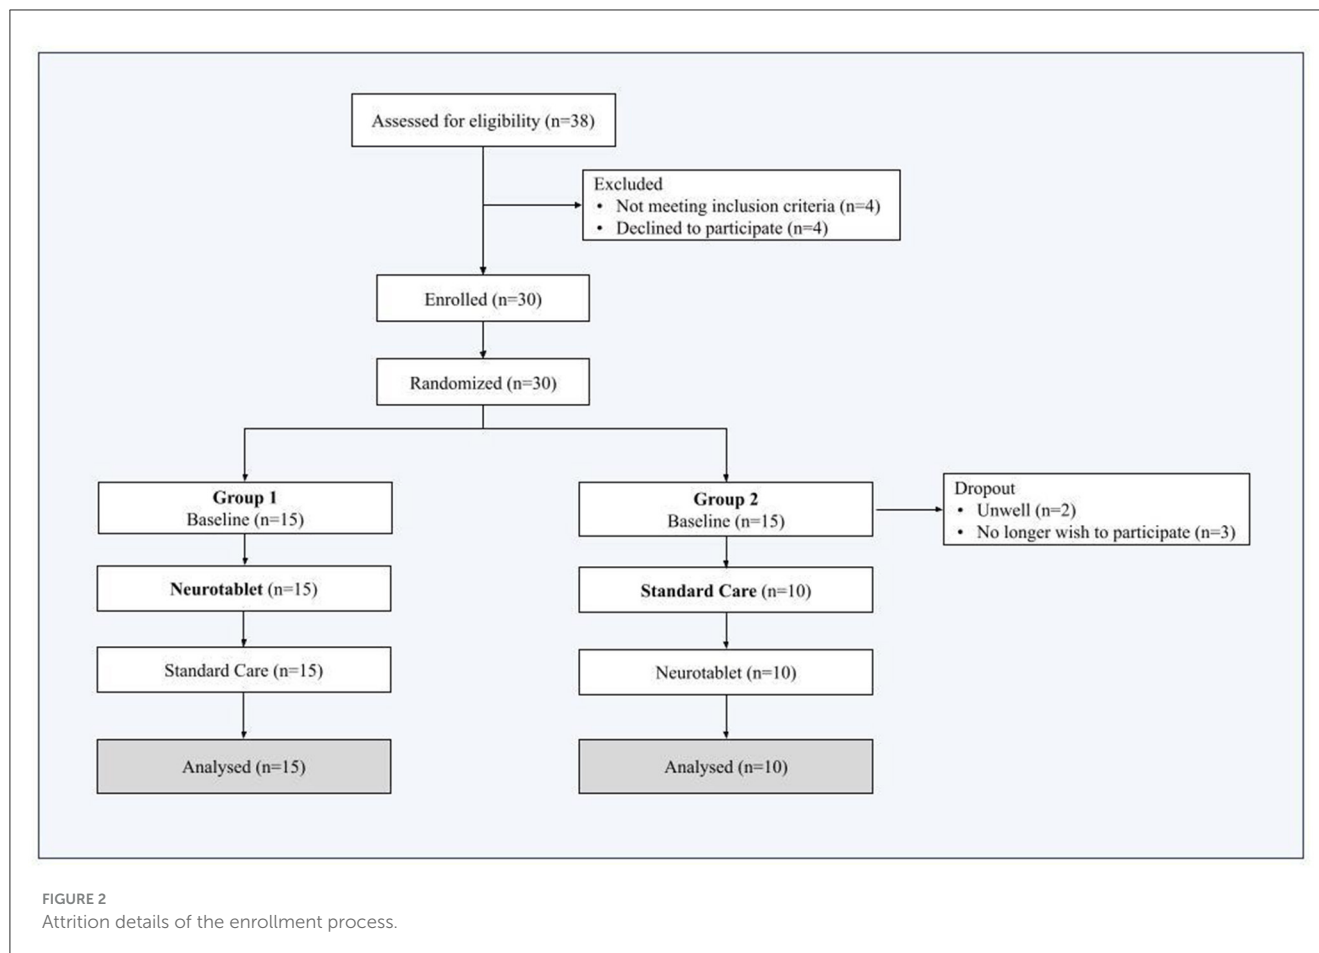 Assessed for eligibility (n=38)
Excluded
• Not meeting inclusion criteria (n=4)
• Declined to participate (n=4)
Enrolled (n=30)
Randomized (n=30)
Group 1
Baseline (n=15)
Group 2
Baseline (n=15)
Dropout
• Unwell (n=2)
• No longer wish to participate (n=3)
Neurotablet (n=15)
Standard Care (n=10)
Standard Care (n=15)
Neurotablet (n=10)
Analysed (n=15)
Analysed (n=10)
FIGURE 2
Attrition details of the enrollment process.